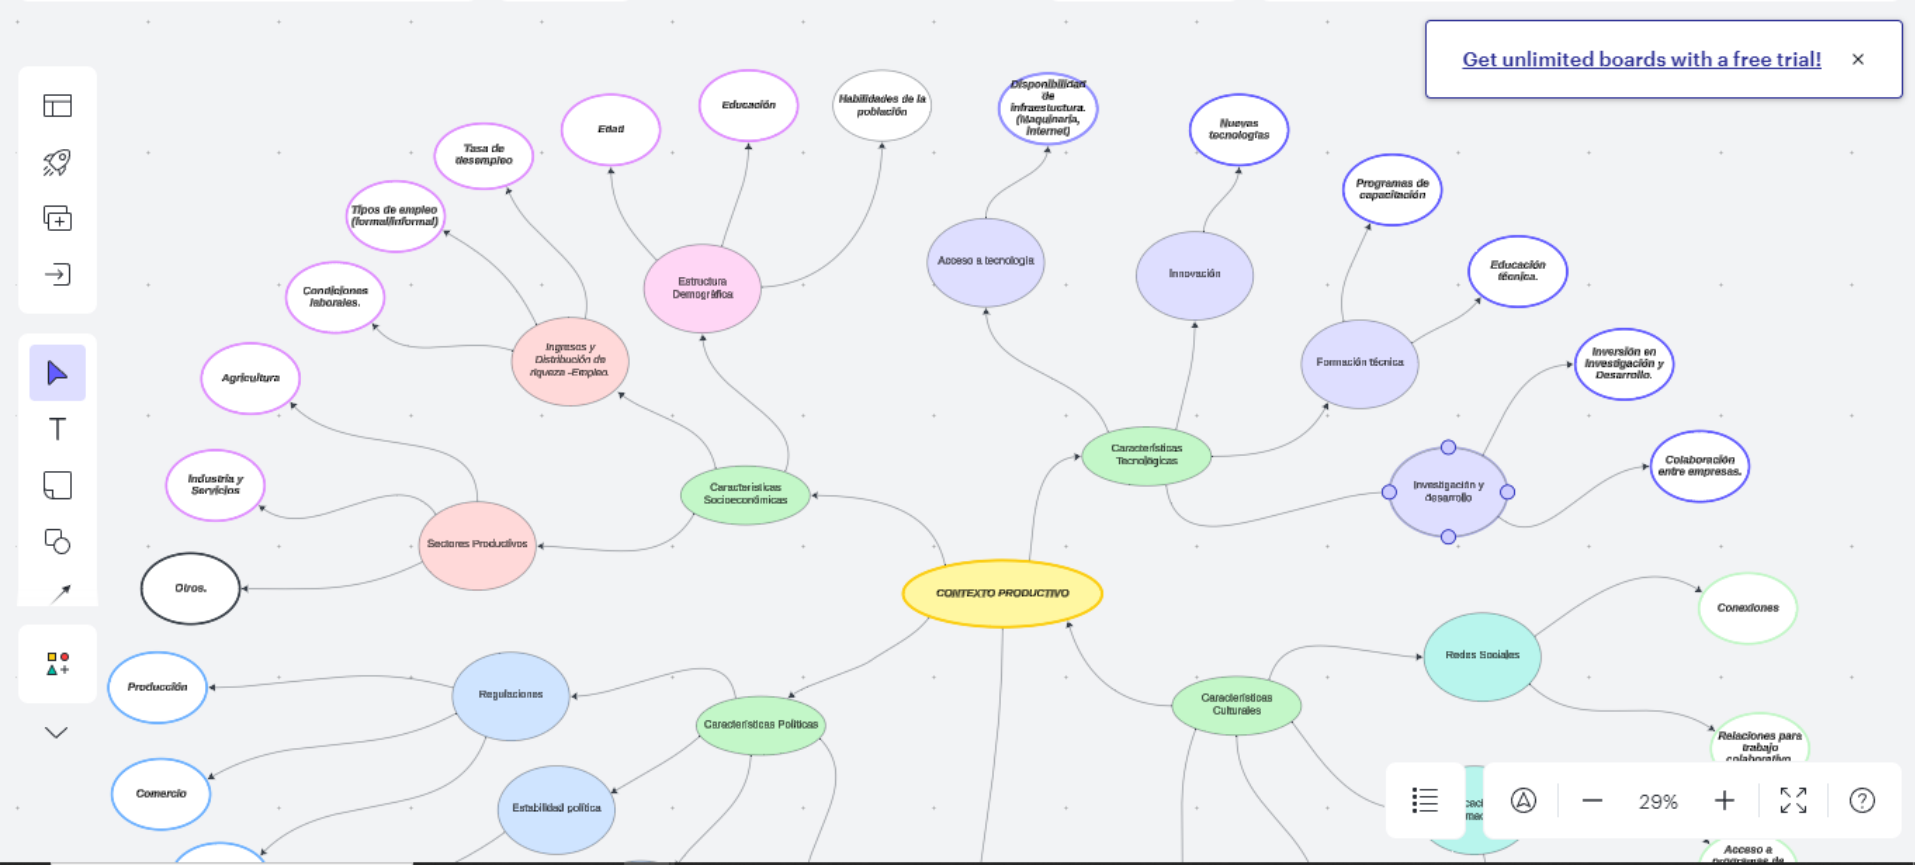 Get unlimited boards with a free trial!
Disponibilidad
de
infraestuctura.
(Maquinaria,
internet)
Educación
Habilidades de la
población
Edad
Nuevas
tecnologías
Tasa de
desempleo
Programas de
capacitación
Tipos de empleo
(formal/informal)
Acceso a tecnología
Innovación
Educación
técnica.
Estructura
Demográfica
Condiciones
laborales.
Ingresos y
Distribución de
riqueza -Empleo.
Formación técnica
Inversión en
Investigación y
Desarrollo.
Agricultura
Características
Tecnológicas
Colaboración
entre empresas.
Industria y
Servicios
Características
Socioeconómicas
Investigación y
desarrollo
Sectores Productivos
Otros.
CONTEXTO PRODUCTIVO
Conexiones
Redes Sociales
Producción
Regulaciones
Características
Culturales
Características Políticas
Relaciones para
trabajo
colaborativo
Comercio
Estabilidad política
29%
Acceso a
programas de